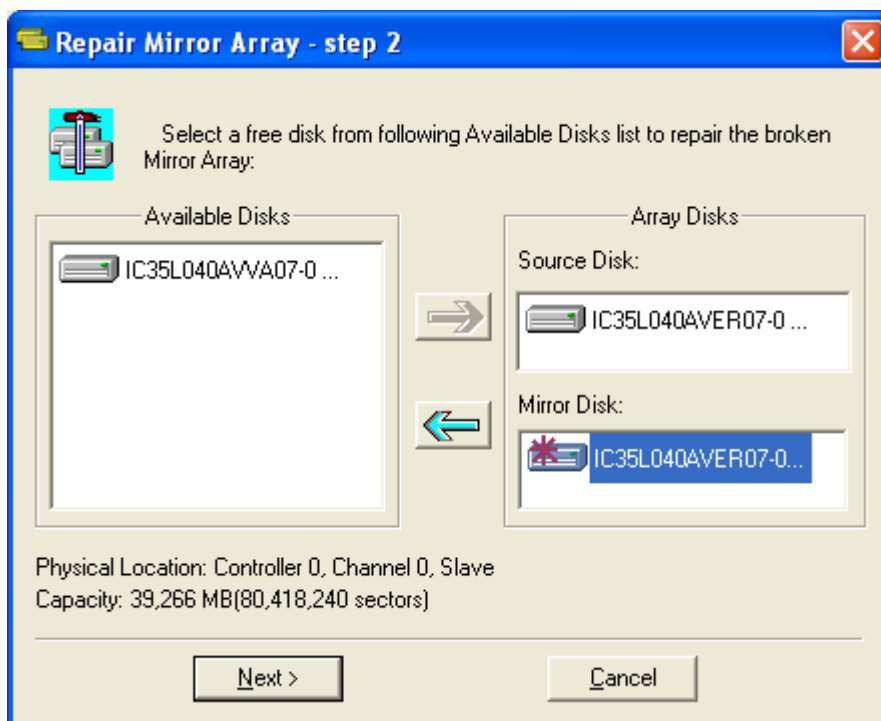 Repair Mirror Array - step 2
Select a free disk from following Available Disks list to repair the broken
Mirror Array:
Available Disks
IC35L040AVVA07-0 ...
Array Disks
Source Disk:
IC35L040AVER07-0 ...
Mirror Disk:
IC35L040AVER07-0...
Physical Location: Controller 0, Channel 0, Slave
Capacity: 39,266 MB(80,418,240 sectors)
Next >
Cancel